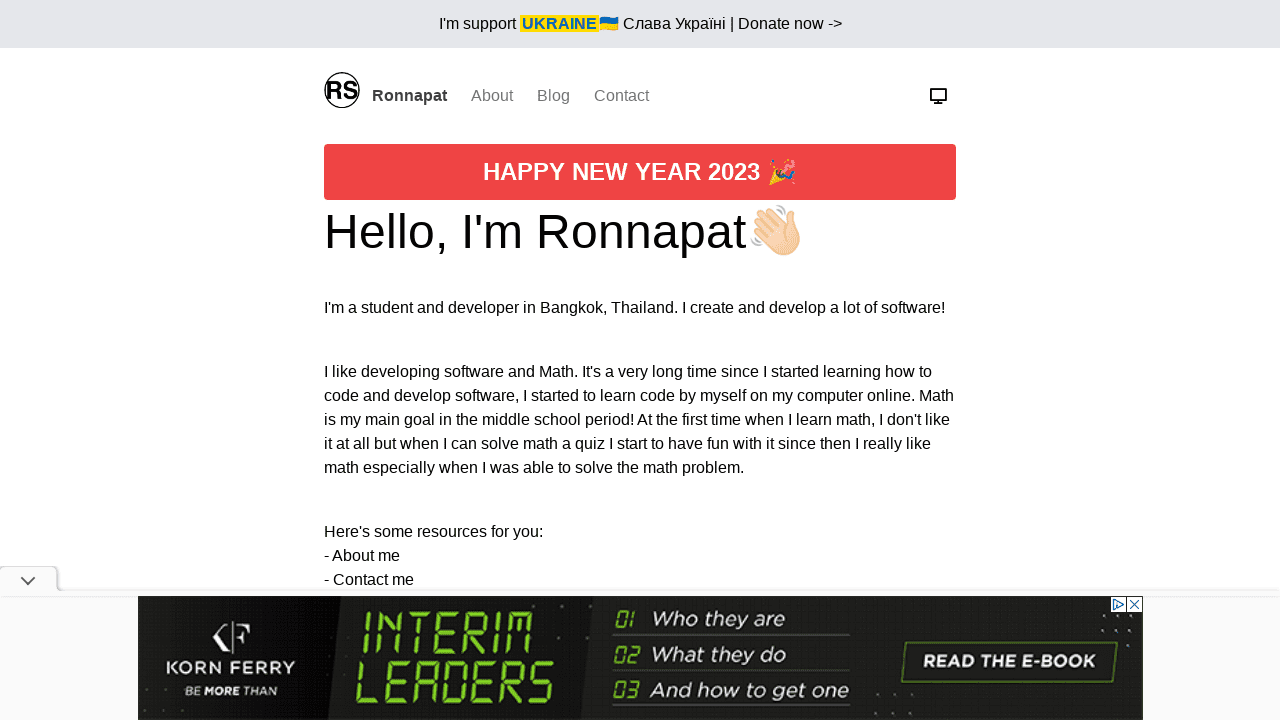 I'm support UKRAINE 🇺🇦 Слава Україні | Donate now ->
RS Ronnapat About Blog Contact
HAPPY NEW YEAR 2023 🎉
Hello, I'm Ronnapat👋🏻
I'm a student and developer in Bangkok, Thailand. I create and develop a lot of software!
I like developing software and Math. It's a very long time since I started learning how to
code and develop software, I started to learn code by myself on my computer online. Math
is my main goal in the middle school period! At the first time when I learn math, I don't like
it at all but when I can solve math a quiz I start to have fun with it since then I really like
math especially when I was able to solve the math problem.
Here's some resources for you:
- About me
- Contact me
KORN FERRY
BE MORE THAN
INTERIM
LEADERS
01 Who they are
02 What they do
03 And how to get one
READ THE E-BOOK